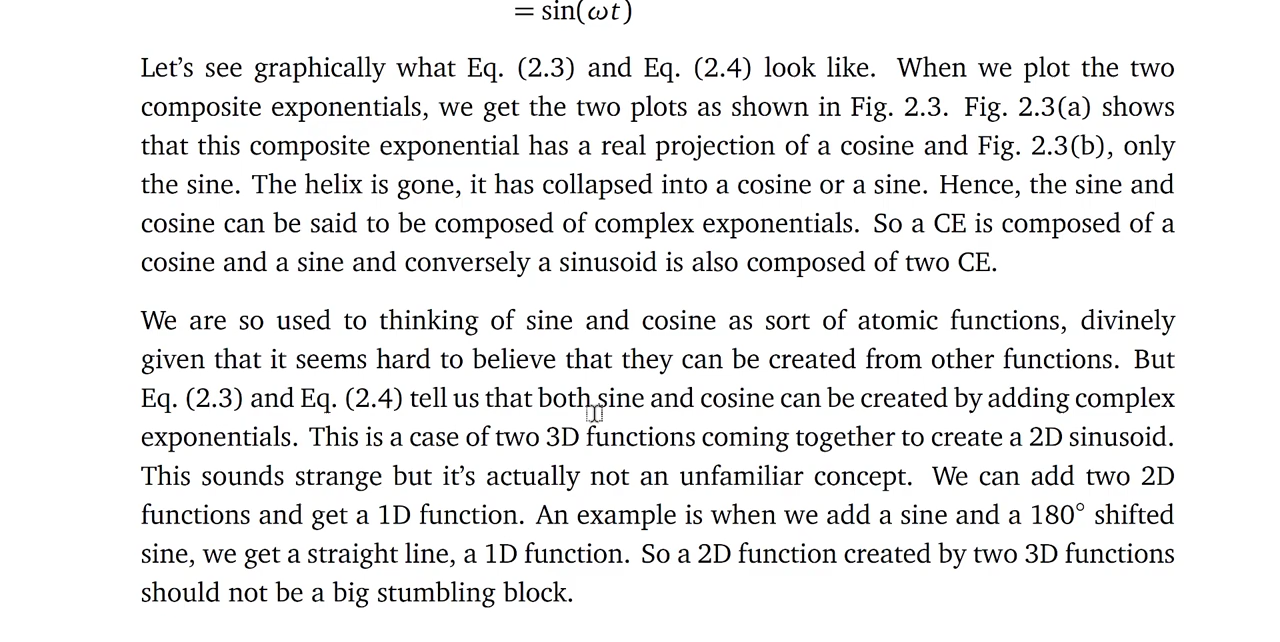 = sin(ωt)
Let’s see graphically what Eq. (2.3) and Eq. (2.4) look like. When we plot the two
composite exponentials, we get the two plots as shown in Fig. 2.3. Fig. 2.3(a) shows
that this composite exponential has a real projection of a cosine and Fig. 2.3(b), only
the sine. The helix is gone, it has collapsed into a cosine or a sine. Hence, the sine and
cosine can be said to be composed of complex exponentials. So a CE is composed of a
cosine and a sine and conversely a sinusoid is also composed of two CE.
We are so used to thinking of sine and cosine as sort of atomic functions, divinely
given that it seems hard to believe that they can be created from other functions. But
Eq. (2.3) and Eq. (2.4) tell us that both sine and cosine can be created by adding complex
exponentials. This is a case of two 3D functions coming together to create a 2D sinusoid.
This sounds strange but it’s actually not an unfamiliar concept. We can add two 2D
functions and get a 1D function. An example is when we add a sine and a 180° shifted
sine, we get a straight line, a 1D function. So a 2D function created by two 3D functions
should not be a big stumbling block.